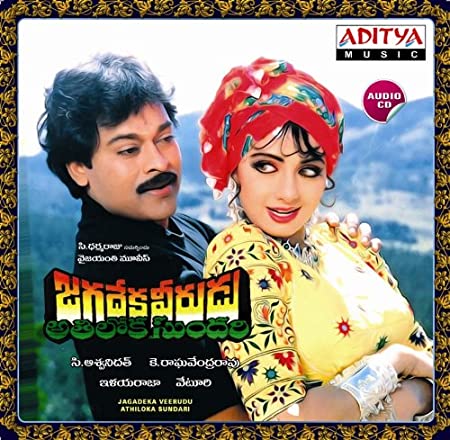 ADITYA
MUSIC
AUDIO
CD
సి.ధర్మరాజు సమర్పించు
వైజయంతి మూవీస్
జగదేకవీరుడు
అతిలోక సుందరి
సి.అశ్వనిదత్ కె.రాఘవేంద్రరావు
ఇళయరాజా వేటూరి
JAGADEKA VEERUDU
ATHILOKA SUNDARI